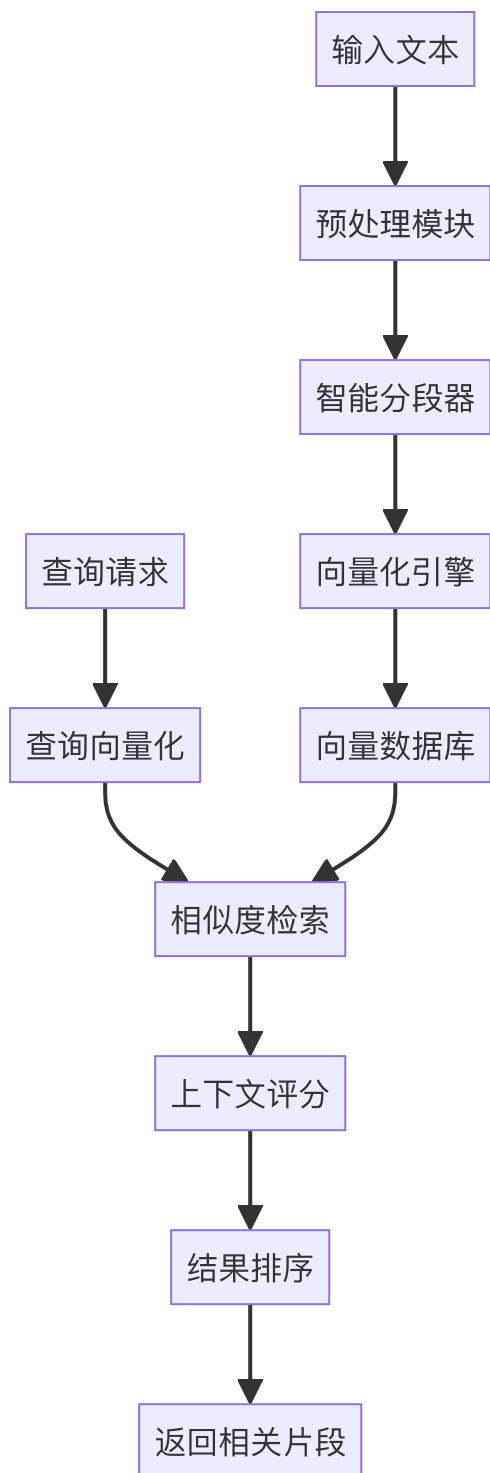 输入文本
预处理模块
智能分段器
查询请求
向量化引擎
查询向量化
向量数据库
相似度检索
上下文评分
结果排序
返回相关片段